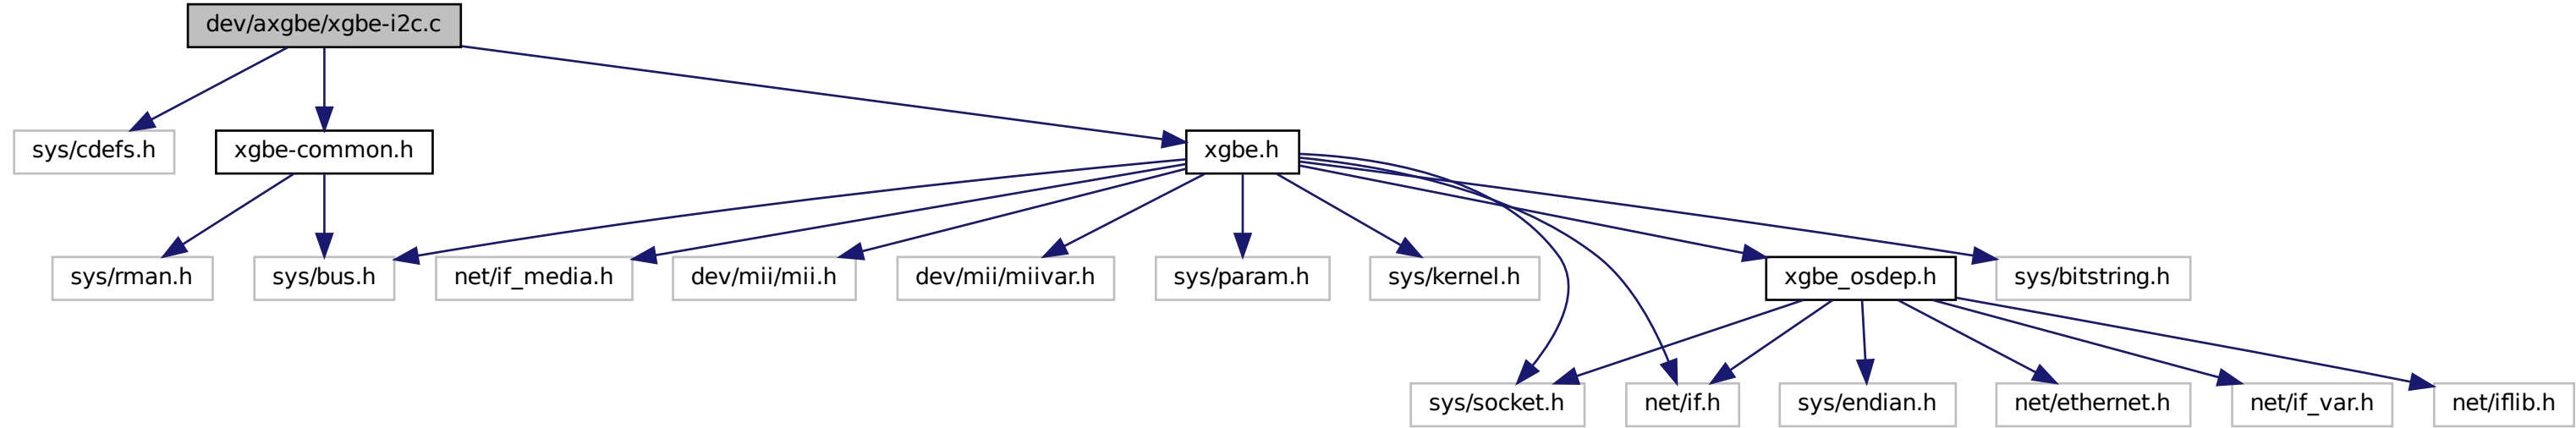 dev/axgbe/xgbe-i2c.c
sys/cdefs.h
xgbe-common.h
xgbe.h
sys/rman.h
sys/bus.h
net/if_media.h
dev/mii/mii.h
dev/mii/miivar.h
sys/param.h
sys/kernel.h
xgbe_osdep.h
sys/bitstring.h
sys/socket.h
net/if.h
sys/endian.h
net/ethernet.h
net/if_var.h
net/iflib.h